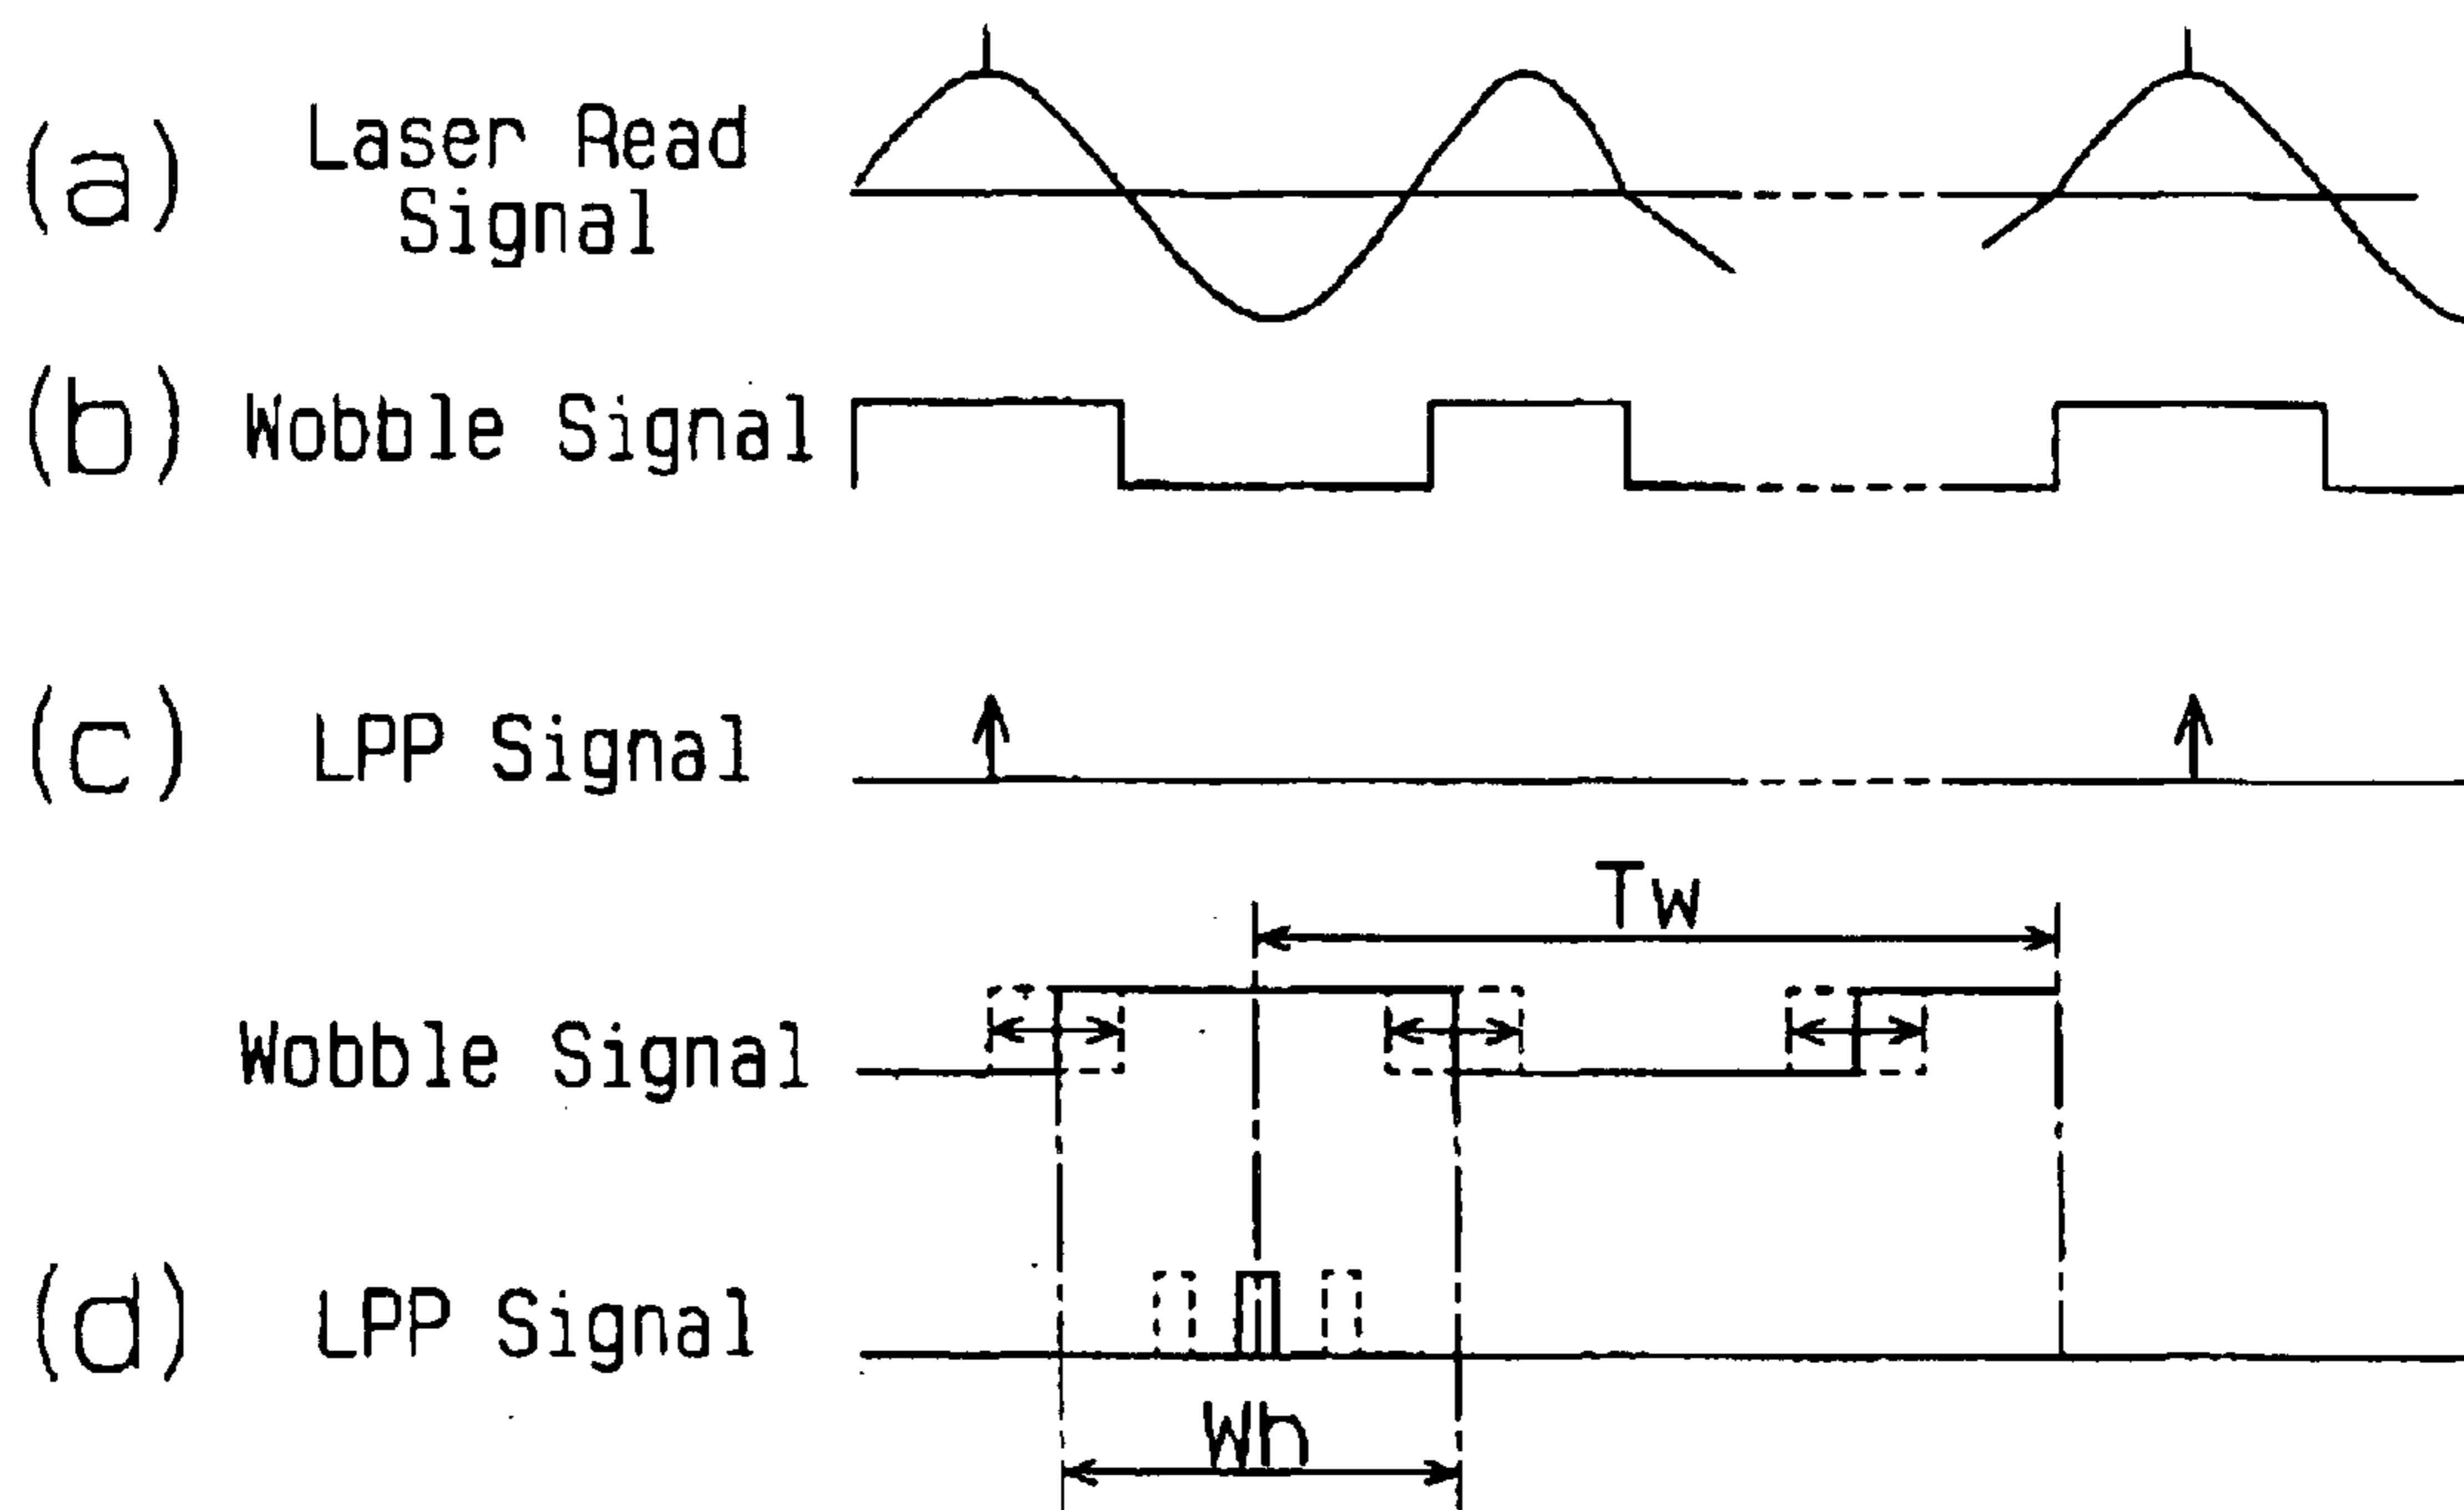 (a) Laser Read
Signal
(b) Wobble Signal
(c) LPP Signal
Tw
Wobble Signal
(d) LPP Signal
Wh